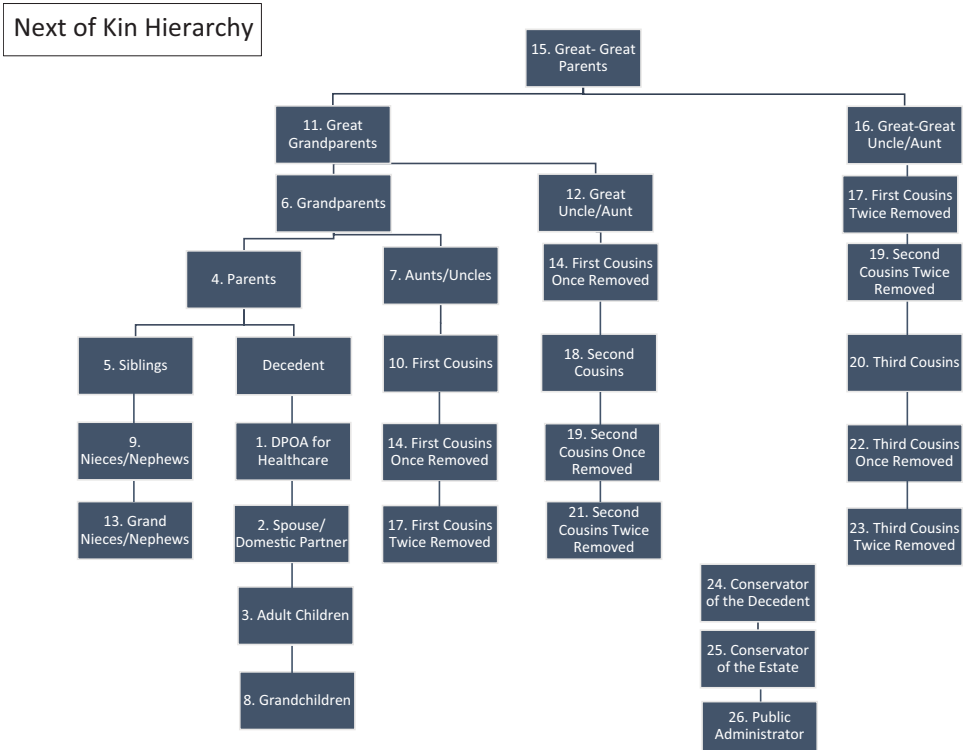 Next of Kin Hierarchy
15. Great- Great
Parents
11. Great
Grandparents
16. Great-Great
Uncle/Aunt
6. Grandparents
12. Great
Uncle/Aunt
17. First Cousins
Twice Removed
4. Parents
7. Aunts/Uncles
14. First Cousins
Once Removed
19. Second
Cousins Twice
Removed
5. Siblings
Decedent
10. First Cousins
18. Second
Cousins
20. Third Cousins
9.
Nieces/Nephews
1. DPOA for
Healthcare
14. First Cousins
Once Removed
19. Second
Cousins Once
Removed
22. Third Cousins
Once Removed
13. Grand
Nieces/Nephews
2. Spouse/
Domestic Partner
17. First Cousins
Twice Removed
21. Second
Cousins Twice
Removed
23. Third Cousins
Twice Removed
3. Adult Children
24. Conservator
of the Decedent
8. Grandchildren
25. Conservator
of the Estate
26. Public
Administrator